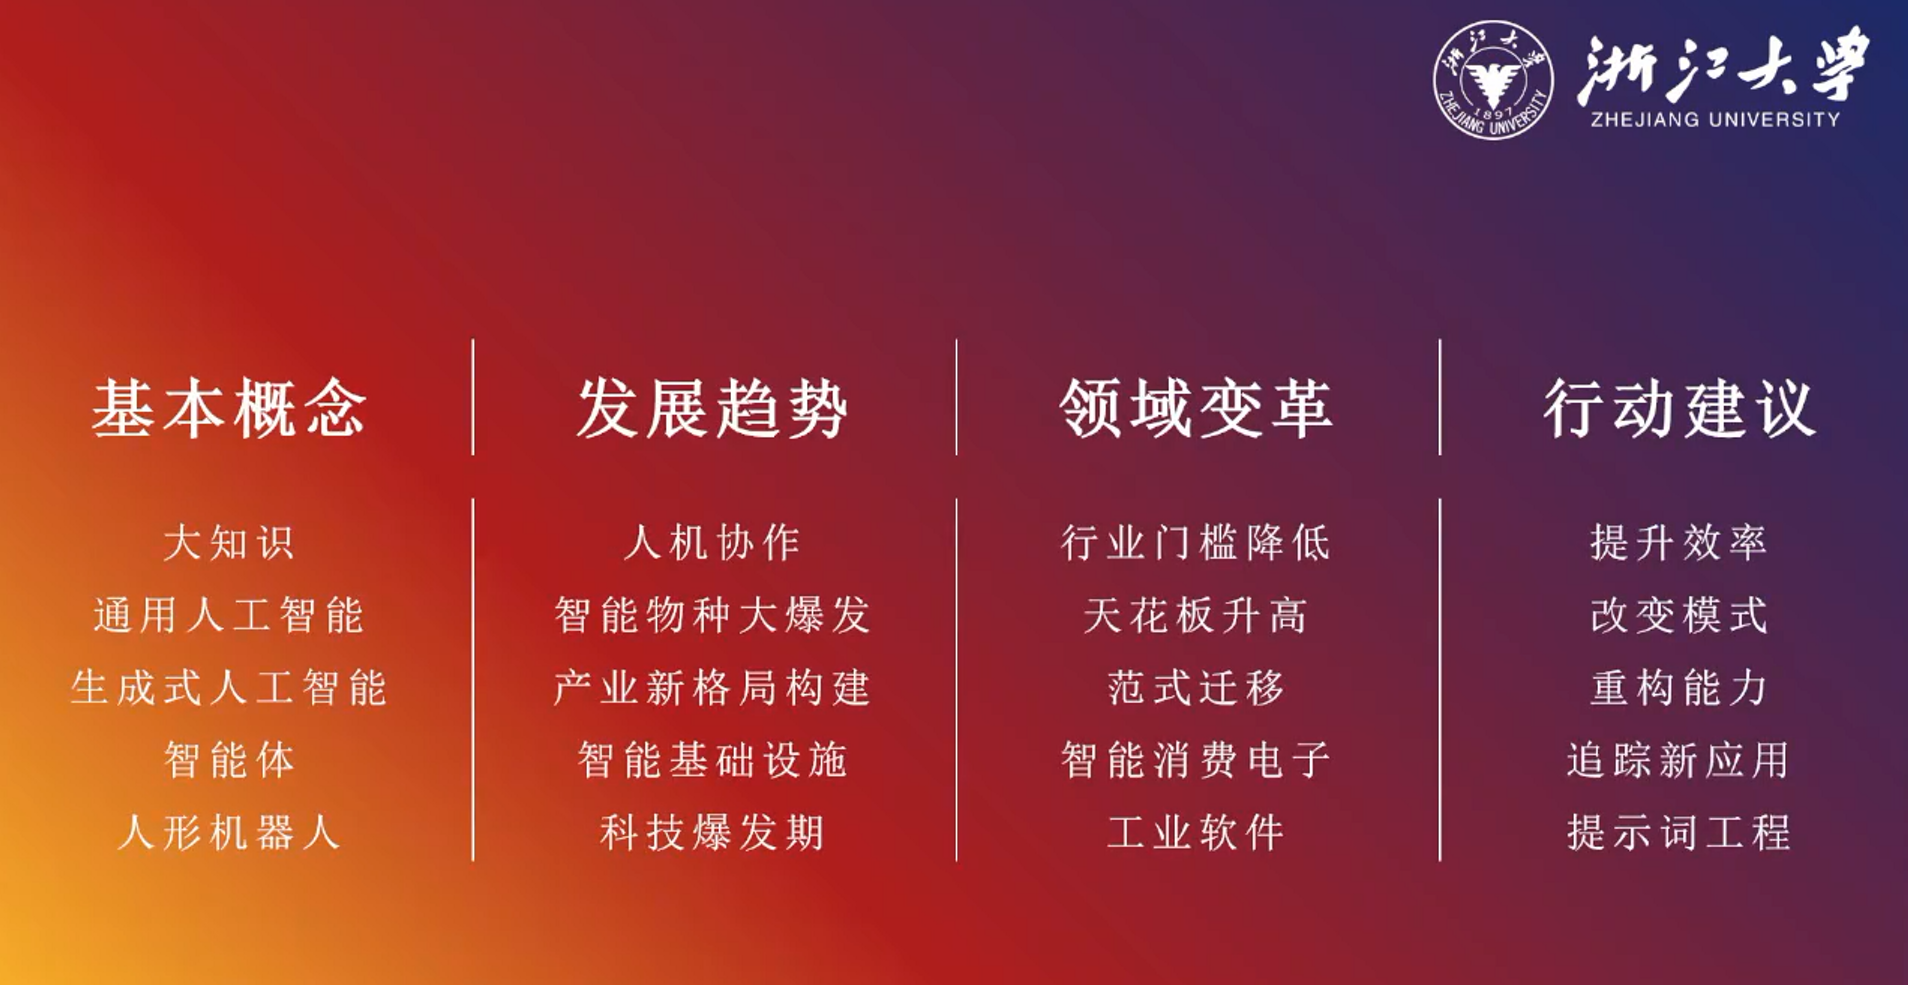 浙江大学
ZHEJIANG UNIVERSITY
1897
浙江大学
ZHEJIANG UNIVERSITY
基本概念
大知识
通用人工智能
生成式人工智能
智能体
人形机器人
发展趋势
人机协作
智能物种大爆发
产业新格局构建
智能基础设施
科技爆发期
领域变革
行业门槛降低
天花板升高
范式迁移
智能消费电子
工业软件
行动建议
提升效率
改变模式
重构能力
追踪新应用
提示词工程